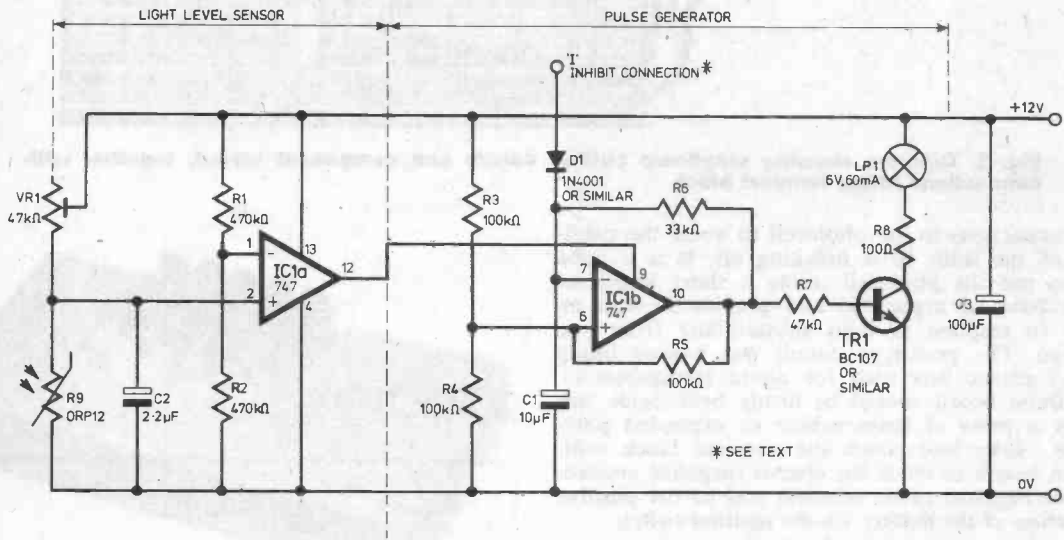 LIGHT LEVEL SENSOR
PULSE GENERATOR
'I'
INHIBIT CONNECTION*
+12V
VR1
47kΩ
R1
470kΩ
1
13
IC1a
747
12
2
+
R9
ORP12
C2
2·2µF
R2
470kΩ
4
R3
100kΩ
D1
1N4001
OR SIMILAR
R6
33kΩ
7
9
IC1b
747
10
6
+
R5
100kΩ
R4
100kΩ
C1
10µF
R7
47kΩ
LP1
6V,60mA
R8
100Ω
TR1
BC107
OR
SIMILAR
C3
100µF
* SEE TEXT
0V